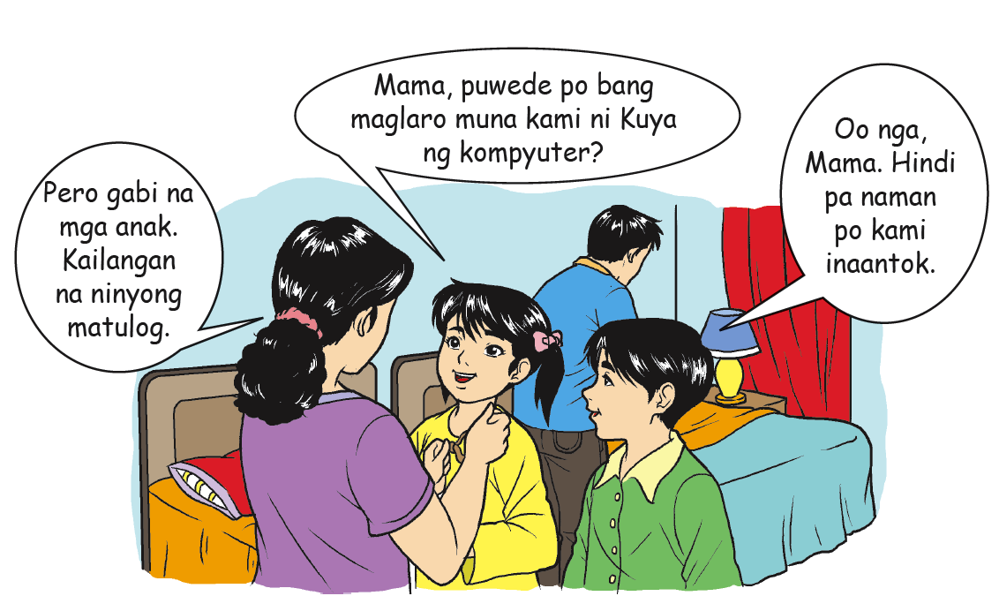 Mama, puwede po bang
maglaro muna kami ni Kuya
ng kompyuter?
Pero gabi na
mga anak.
Kailangan
na ninyong
matulog.
Oo nga,
Mama. Hindi
pa naman
po kami
inaantok.